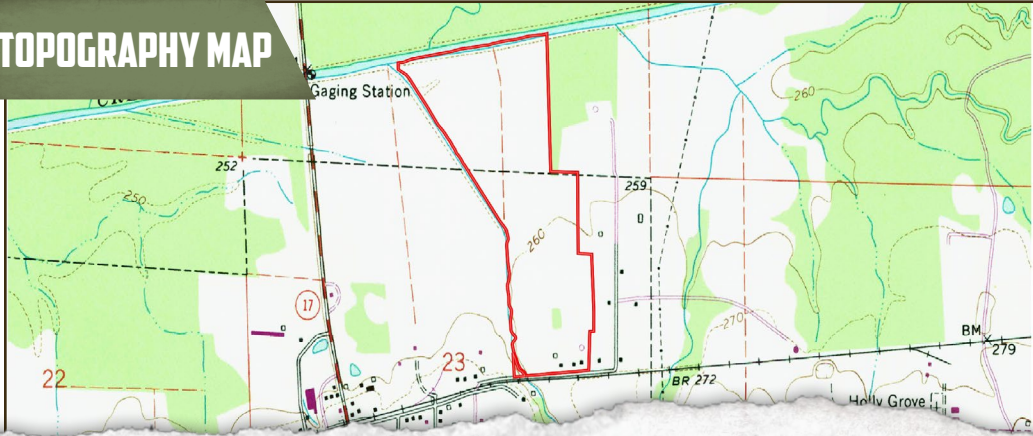 TOPOGRAPHY MAP
Gaging Station
260
252
259
250
260
17
270
BM
279
23
22
BR 272
Holly Grove